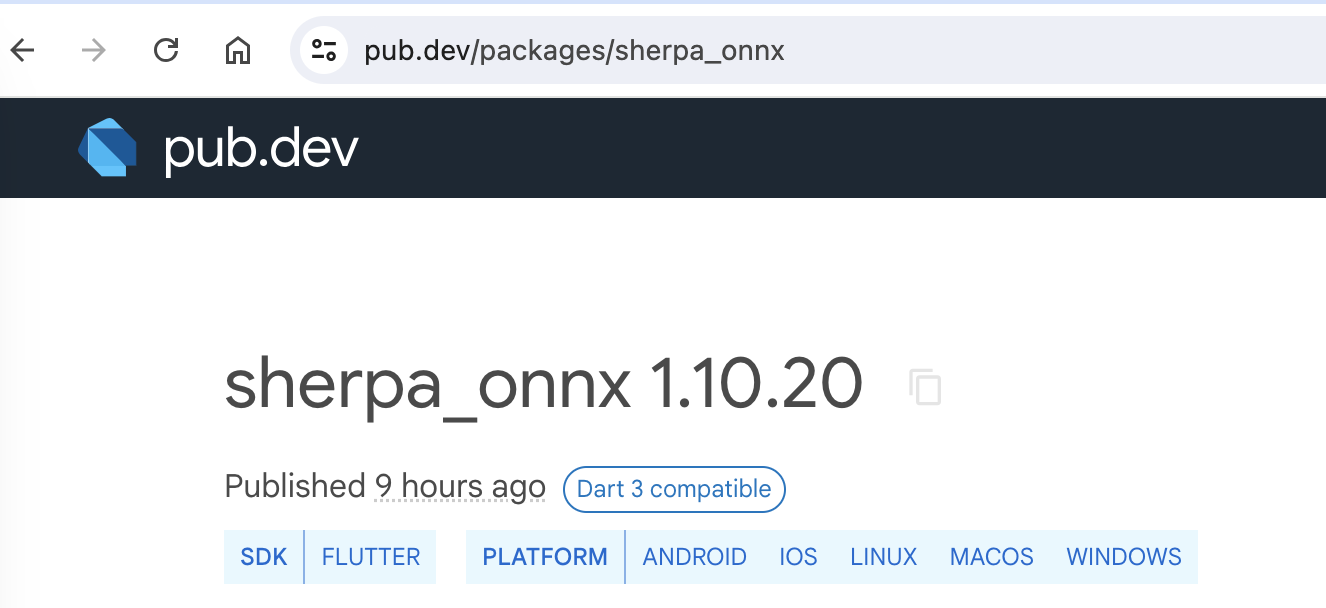 pub.dev/packages/sherpa_onnx
pub.dev
sherpa_onnx 1.10.20
Published 9 hours ago Dart 3 compatible
SDK FLUTTER PLATFORM ANDROID IOS LINUX MACOS WINDOWS